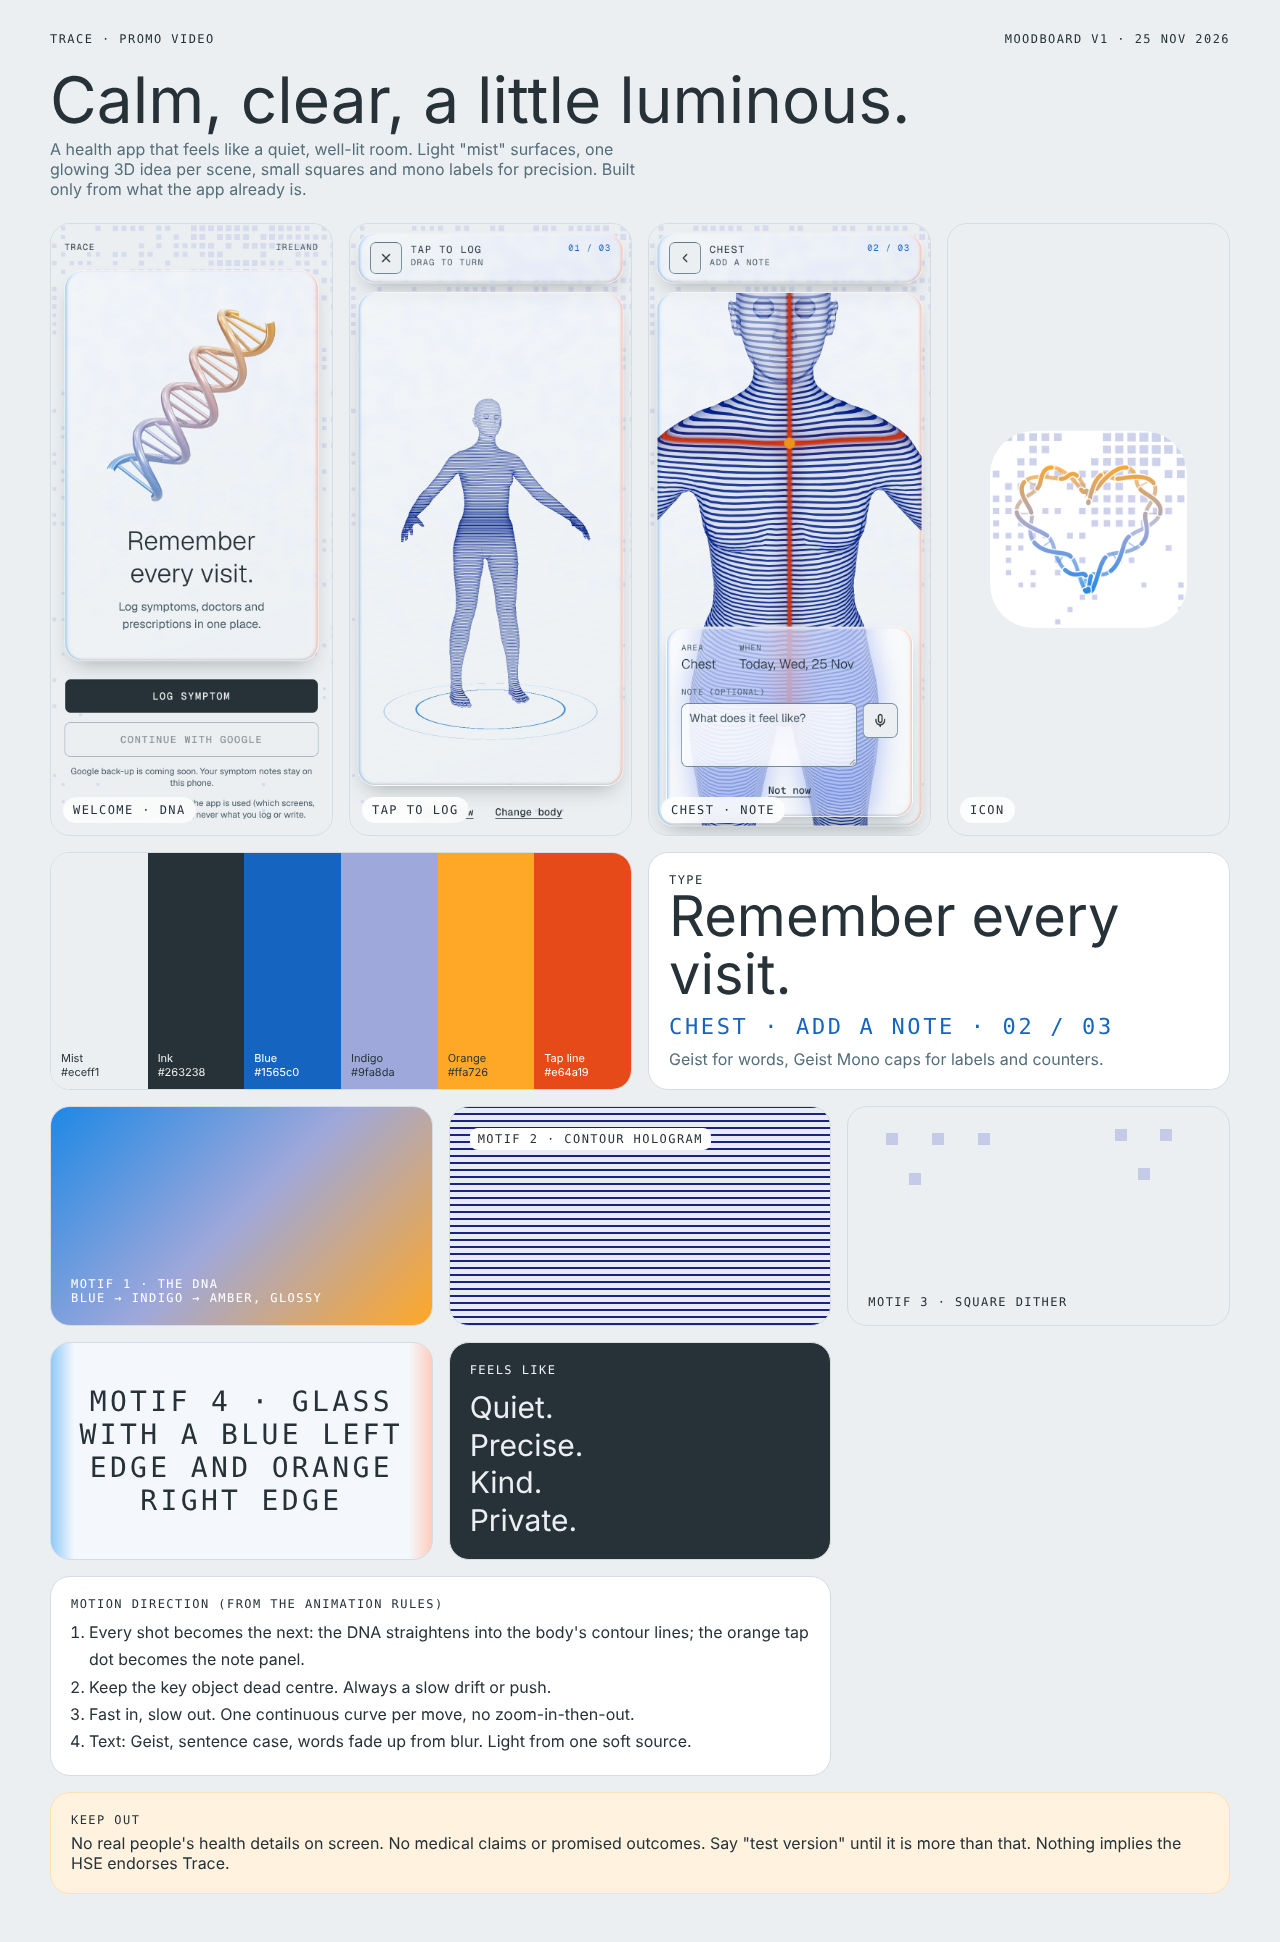 TRACE · PROMO VIDEO
MOODBOARD V1 · 25 NOV 2026
Calm, clear, a little luminous.
A health app that feels like a quiet, well-lit room. Light "mist" surfaces, one
glowing 3D idea per scene, small squares and mono labels for precision. Built
only from what the app already is.
TRACE
IRELAND
Remember
every visit.
Log symptoms, doctors and
prescriptions in one place.
LOG SYMPTOM
CONTINUE WITH GOOGLE
Google back-up is coming soon. Your symptom notes stay on
this phone.
the app is used (which screens,
never what you log or write.
WELCOME · DNA
TAP TO LOG
DRAG TO TURN
01 / 03
TAP TO LOG
Change body
CHEST
ADD A NOTE
02 / 03
AREA
WHEN
Chest
Today, Wed, 25 Nov
NOTE (OPTIONAL)
What does it feel like?
Not now
CHEST · NOTE
ICON
Mist
#eceff1
Ink
#263238
Blue
#1565c0
Indigo
#9fa8da
Orange
#ffa726
Tap line
#e64a19
TYPE
Remember every
visit.
CHEST · ADD A NOTE · 02 / 03
Geist for words, Geist Mono caps for labels and counters.
MOTIF 1 · THE DNA
BLUE → INDIGO → AMBER, GLOSSY
MOTIF 2 · CONTOUR HOLOGRAM
MOTIF 3 · SQUARE DITHER
MOTIF 4 · GLASS
WITH A BLUE LEFT
EDGE AND ORANGE
RIGHT EDGE
FEELS LIKE
Quiet.
Precise.
Kind.
Private.
MOTION DIRECTION (FROM THE ANIMATION RULES)
1. Every shot becomes the next: the DNA straightens into the body's contour lines; the orange tap
dot becomes the note panel.
2. Keep the key object dead centre. Always a slow drift or push.
3. Fast in, slow out. One continuous curve per move, no zoom-in-then-out.
4. Text: Geist, sentence case, words fade up from blur. Light from one soft source.
KEEP OUT
No real people's health details on screen. No medical claims or promised outcomes. Say "test version" until it is more than that. Nothing implies the
HSE endorses Trace.